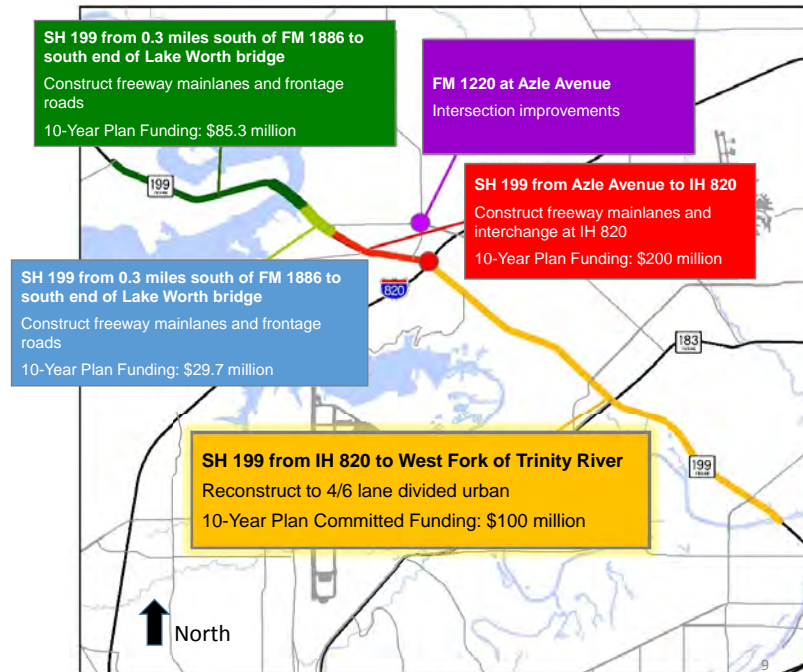 SH 199 from 0.3 miles south of FM 1886 to
south end of Lake Worth bridge
Construct freeway mainlanes and frontage
roads
10-Year Plan Funding: $85.3 million
FM 1220 at Azle Avenue
Intersection improvements
199
TEXAS
SH 199 from Azle Avenue to IH 820
Construct freeway mainlanes and
interchange at IH 820
10-Year Plan Funding: $200 million
SH 199 from 0.3 miles south of FM 1886 to
south end of Lake Worth bridge
Construct freeway mainlanes and frontage
roads
10-Year Plan Funding: $29.7 million
820
183
TEXAS
SH 199 from IH 820 to West Fork of Trinity River
Reconstruct to 4/6 lane divided urban
10-Year Plan Committed Funding: $100 million
199
TEXAS
North
9